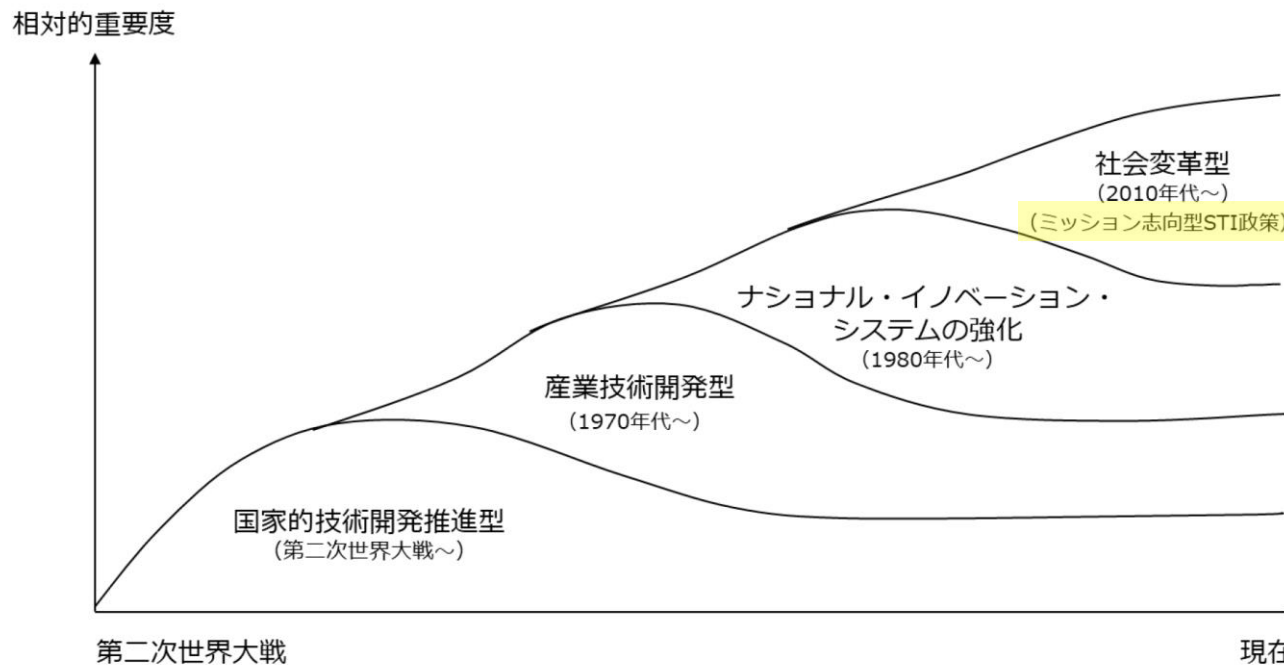 相対的重要度
社会変革型
(2010年代～)
(ミッション志向型STI政策)
ナショナル・イノベーション・
システムの強化
(1980年代～)
産業技術開発型
(1970年代～)
国家的技術開発推進型
(第二次世界大戦～)
第二次世界大戦
現在